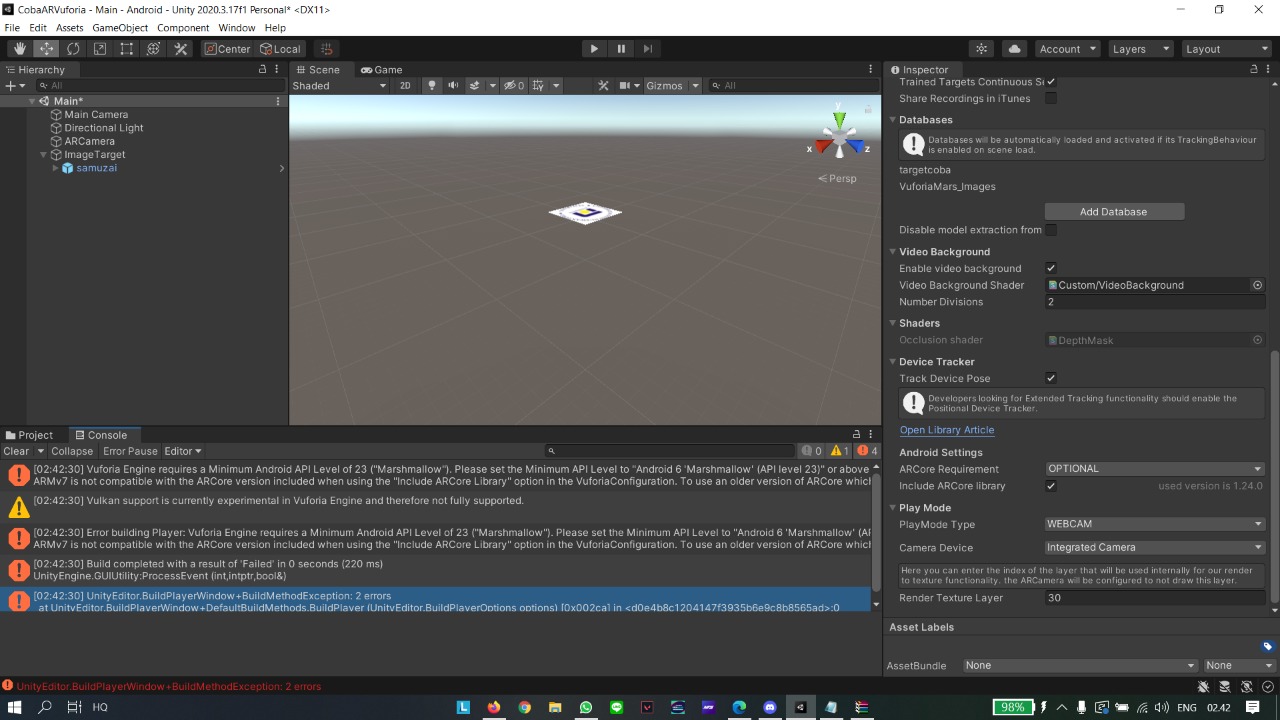 CobaARVuforia - Main - Android - Unity 2020.3.17f1 Personal* <DX11>
File Edit Assets GameObject Component Window Help
Center Local Account Layers Layout
Hierarchy Scene Game Inspector
All Shaded 2D 0 Gizmos All
Main*
Main Camera
Directional Light
ARCamera
ImageTarget
samuzai
y
x z
Persp
Trained Targets Continuous Se
Share Recordings in iTunes
Databases
Databases will be automatically loaded and activated if its TrackingBehaviour
is enabled on scene load.
targetcoba
VuforiaMars_Images
Add Database
Disable model extraction from
Video Background
Enable video background
Video Background Shader Custom/VideoBackground
Number Divisions 2
Shaders
Occlusion shader DepthMask
Device Tracker
Track Device Pose
Developers looking for Extended Tracking functionality should enable the
Positional Device Tracker.
Open Library Article
Android Settings
ARCore Requirement OPTIONAL
Include ARCore library used version is 1.24.0
Play Mode
PlayMode Type WEBCAM
Camera Device Integrated Camera
Here you can enter the index of the layer that will be used internally for our render
to texture functionality. the ARCamera will be configured to not draw this layer.
Render Texture Layer 30
Asset Labels
AssetBundle None None
Project Console
Clear Collapse Error Pause Editor 0 1 4
[02:42:30] Vuforia Engine requires a Minimum Android API Level of 23 ("Marshmallow"). Please set the Minimum API Level to "Android 6 'Marshmallow' (API level 23)" or above
ARMv7 is not compatible with the ARCore version included when using the "Include ARCore Library" option in the VuforiaConfiguration. To use an older version of ARCore whic
[02:42:30] Vulkan support is currently experimental in Vuforia Engine and therefore not fully supported.
[02:42:30] Error building Player: Vuforia Engine requires a Minimum Android API Level of 23 ("Marshmallow"). Please set the Minimum API Level to "Android 6 'Marshmallow' (AF
ARMv7 is not compatible with the ARCore version included when using the "Include ARCore Library" option in the VuforiaConfiguration. To use an older version of ARCore whic
[02:42:30] Build completed with a result of 'Failed' in 0 seconds (220 ms)
UnityEngine.GUIUtility:ProcessEvent (int,intptr,bool&)
[02:42:30] UnityEditor.BuildPlayerWindow+BuildMethodException: 2 errors
at UnityEditor.BuildPlayerWindow+DefaultBuildMethods.BuildPlayer (UnityEditor.BuildPlayerOptions options) [0x002ca] in <d0e4b8c1204147f3935b6e9c8b8565ad>:0
UnityEditor.BuildPlayerWindow+BuildMethodException: 2 errors
HQ 98% ENG 02.42